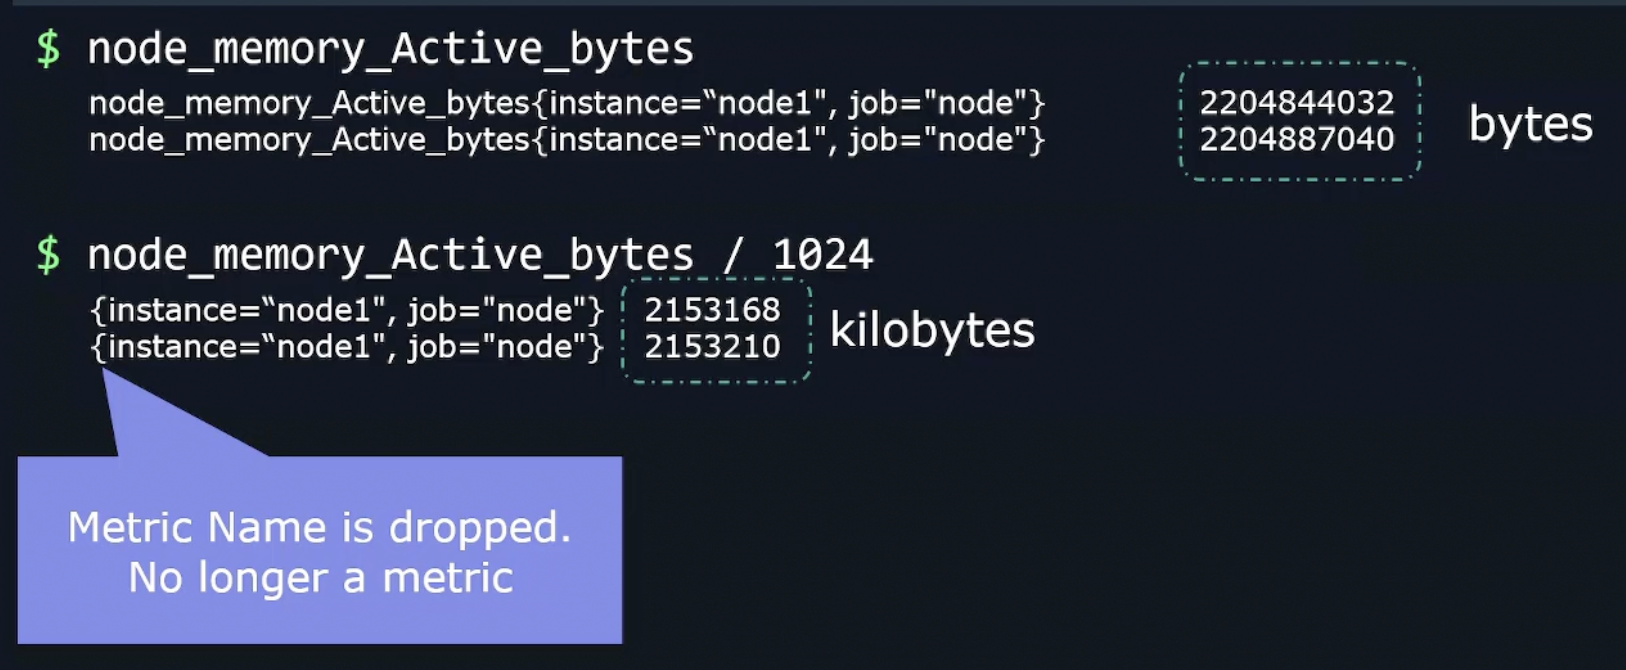 $ node_memory_Active_bytes
node_memory_Active_bytes{instance=“node1", job="node"} 2204844032
node_memory_Active_bytes{instance=“node1", job="node"} 2204887040
bytes
$ node_memory_Active_bytes / 1024
{instance=“node1", job="node"} 2153168
{instance=“node1", job="node"} 2153210
kilobytes
Metric Name is dropped.
No longer a metric